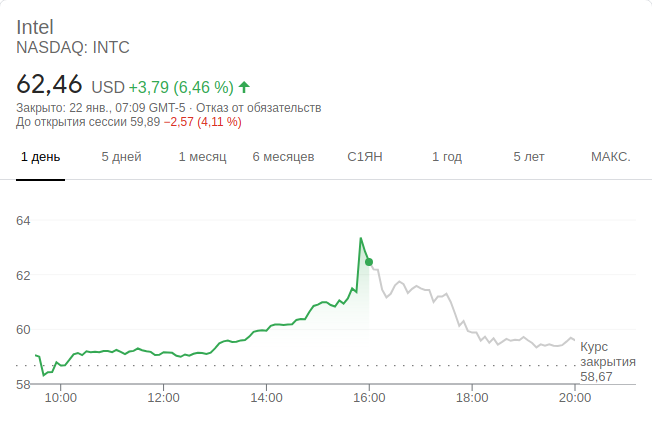 Intel
NASDAQ: INTC
62,46 USD +3,79 (6,46 %)
Закрыто: 22 янв., 07:09 GMT-5 · Отказ от обязательств
До открытия сессии 59,89 −2,57 (4,11 %)
1 день 5 дней 1 месяц 6 месяцев С1ЯН 1 год 5 лет МАКС.
64
62
60
58
Курс
закрытия
58,67
10:00 12:00 14:00 16:00 18:00 20:00